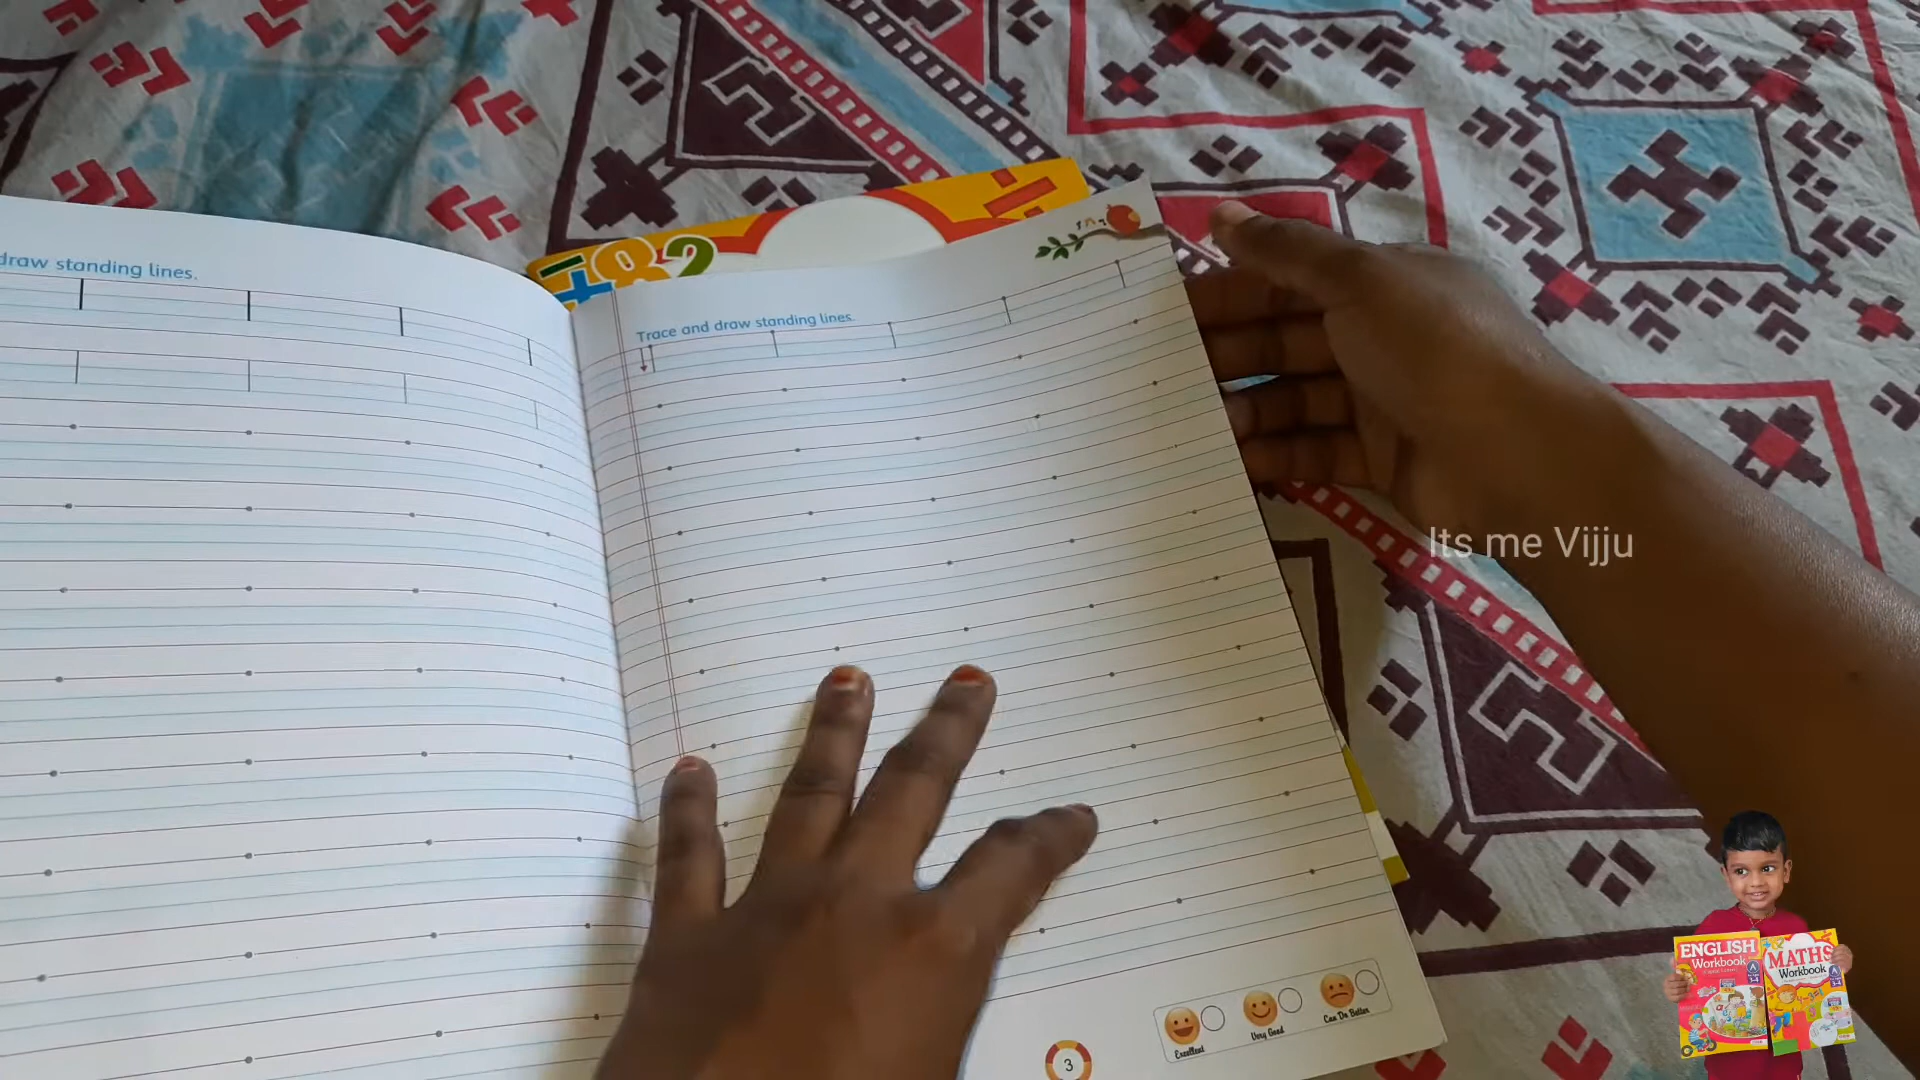 draw standing lines.
82
Trace and draw standing lines.
Its me Vijju
ENGLISH
Workbook
MATHS
Workbook
Excellent
Very Good
Can Do Better
3